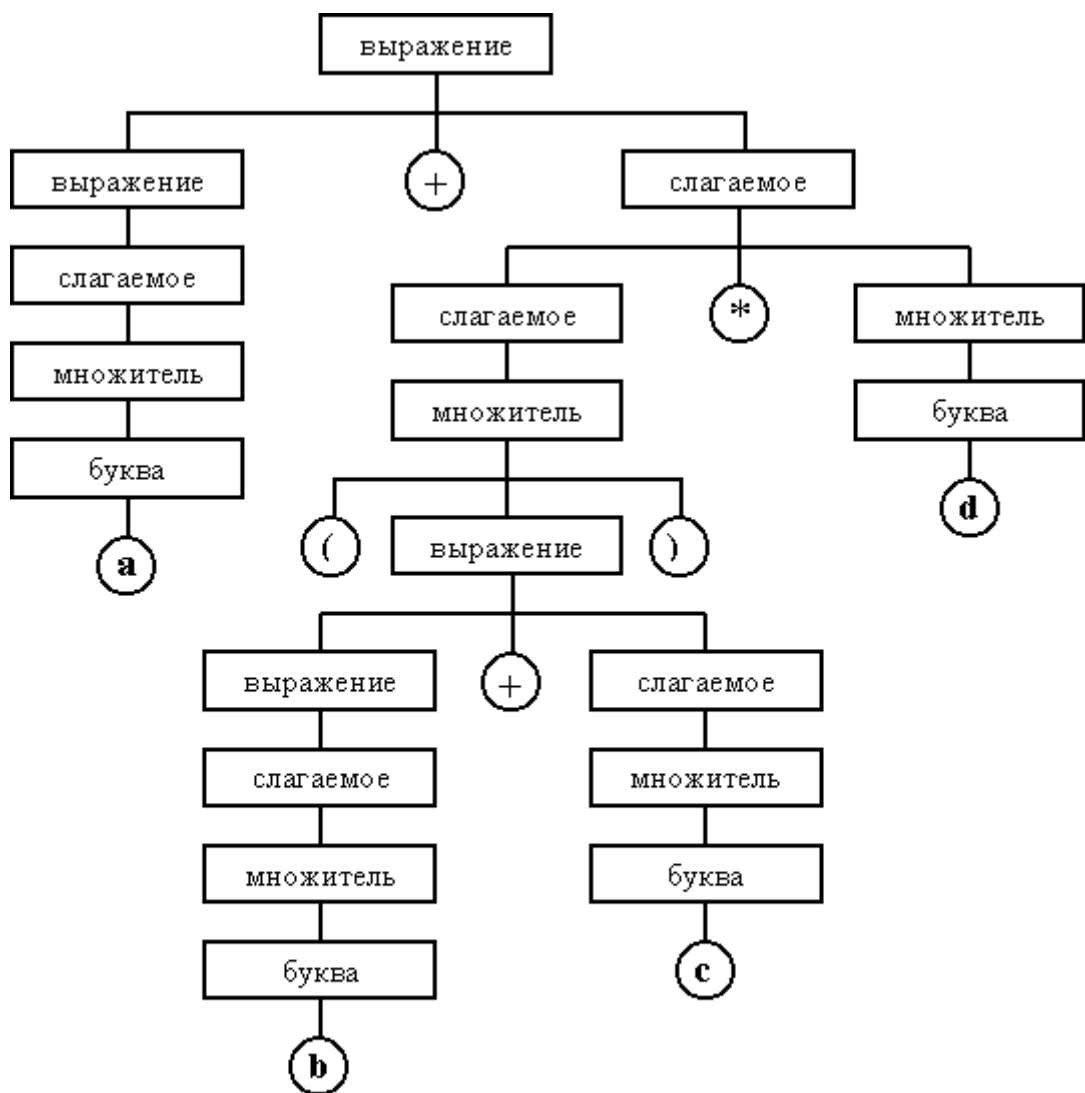 выражение
выражение
+
слагаемое
слагаемое
слагаемое
*
множитель
множитель
множитель
буква
буква
(
выражение
)
d
a
выражение
+
слагаемое
слагаемое
множитель
множитель
буква
буква
c
b